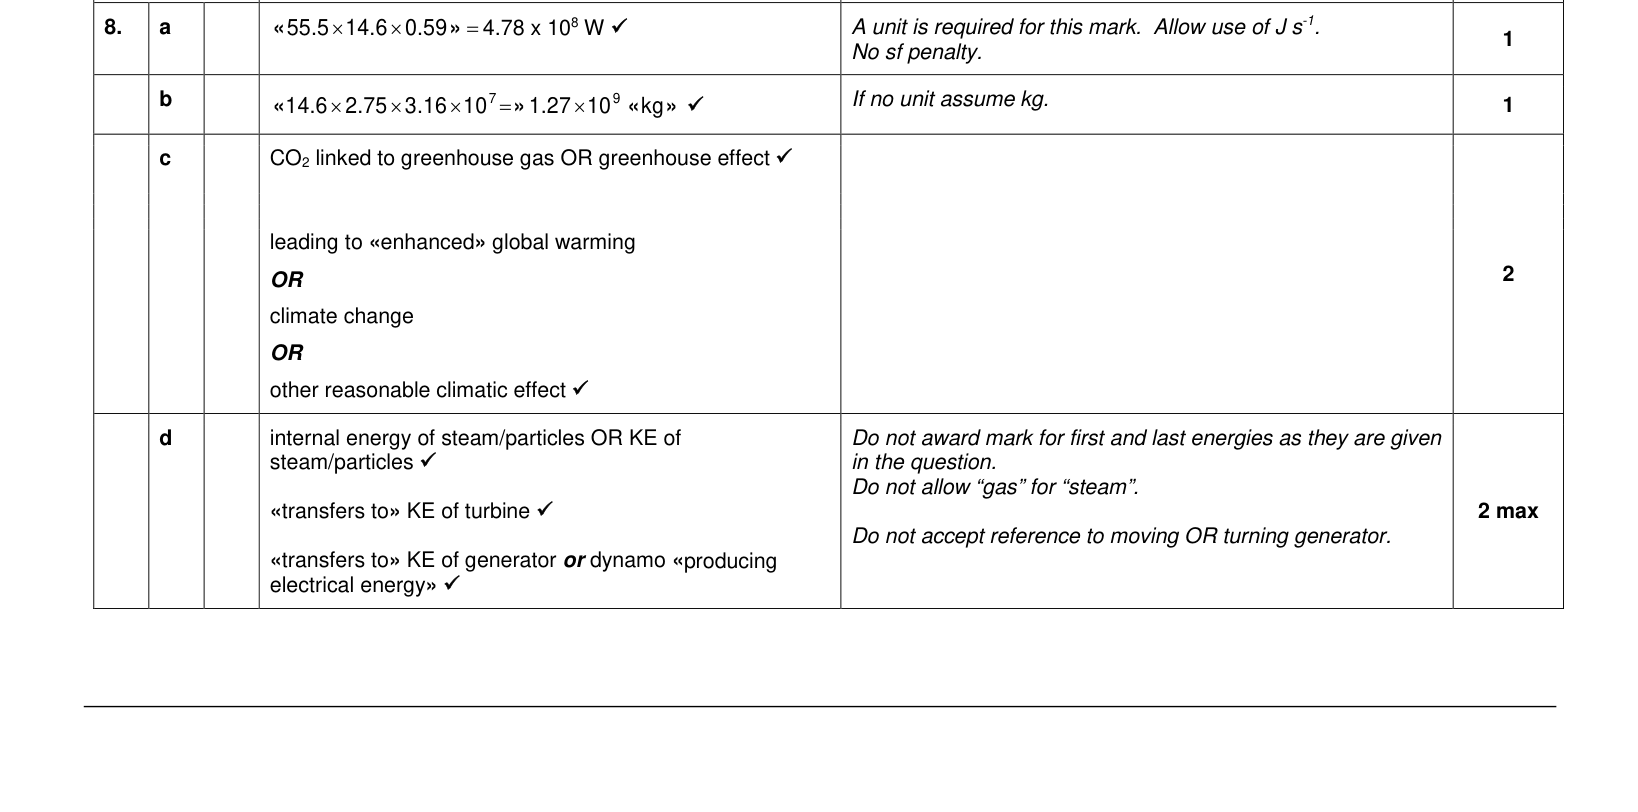 8. a «55.5×14.6×0.59» = 4.78 x 10⁸ W ✓ A unit is required for this mark. Allow use of J s⁻¹.
No sf penalty. 1
b «14.6×2.75×3.16×10⁷=» 1.27×10⁹ «kg» ✓ If no unit assume kg. 1
c CO₂ linked to greenhouse gas OR greenhouse effect ✓
leading to «enhanced» global warming
OR
climate change
OR
other reasonable climatic effect ✓
2
d internal energy of steam/particles OR KE of
steam/particles ✓
«transfers to» KE of turbine ✓
«transfers to» KE of generator or dynamo «producing
electrical energy» ✓
Do not award mark for first and last energies as they are given
in the question.
Do not allow “gas” for “steam”.
Do not accept reference to moving OR turning generator.
2 max